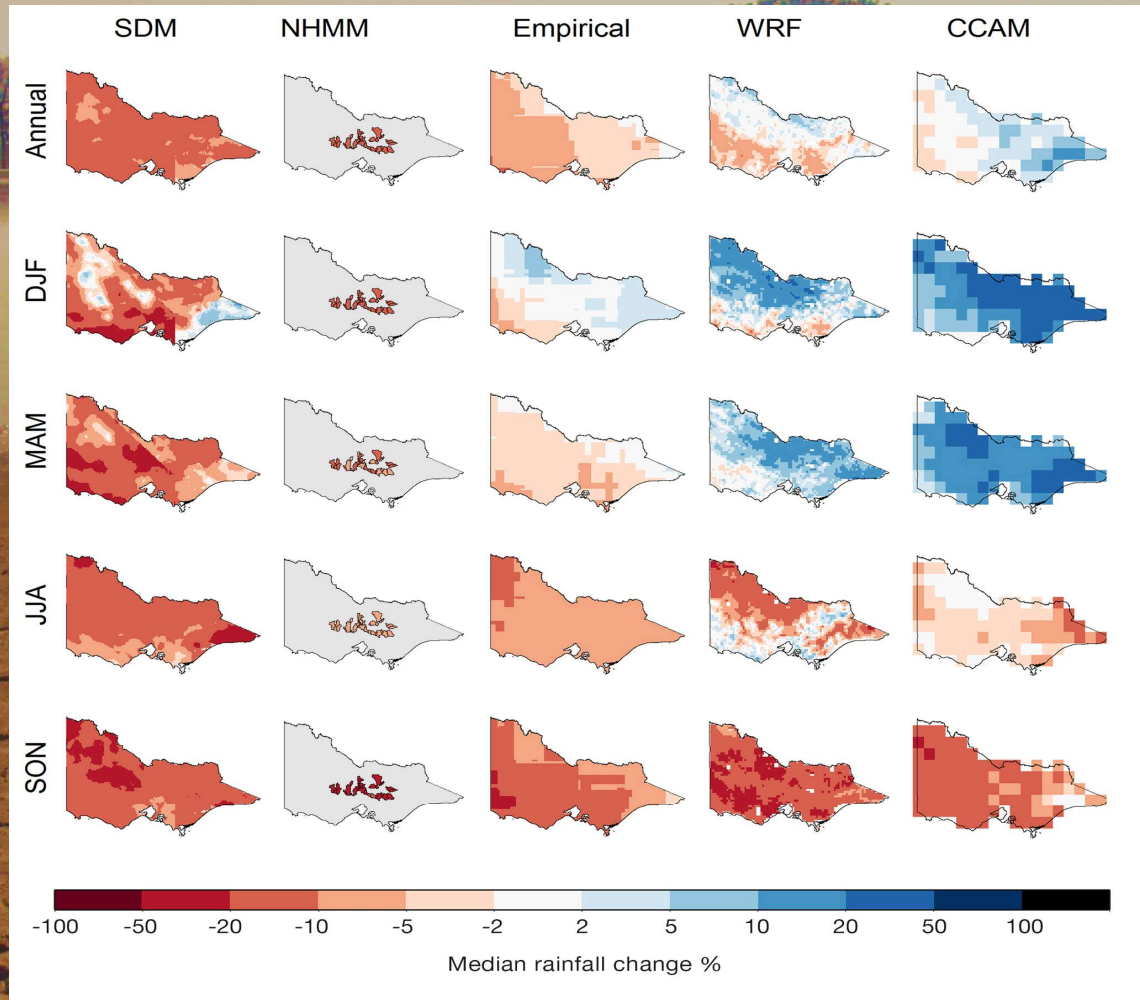 SDM NHMM Empirical WRF CCAM
Annual
DJF
MAM
JJA
SON
-100 -50 -20 -10 -5 -2 2 5 10 20 50 100
Median rainfall change %